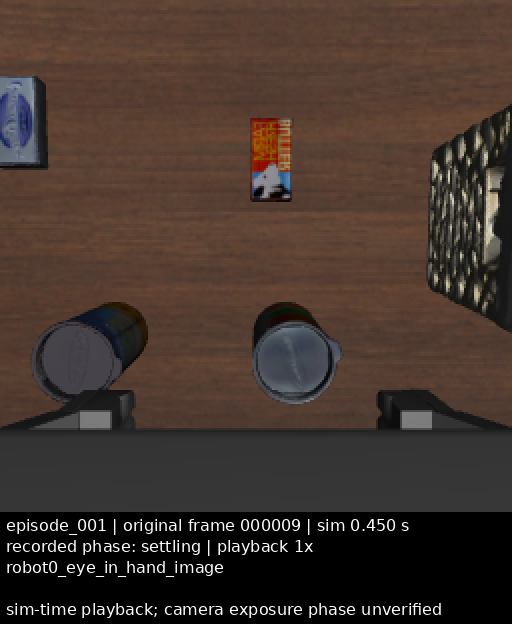 BUTTER
episode_001 | original frame 000009 | sim 0.450 s
recorded phase: settling | playback 1x
robot0_eye_in_hand_image
sim-time playback; camera exposure phase unverified